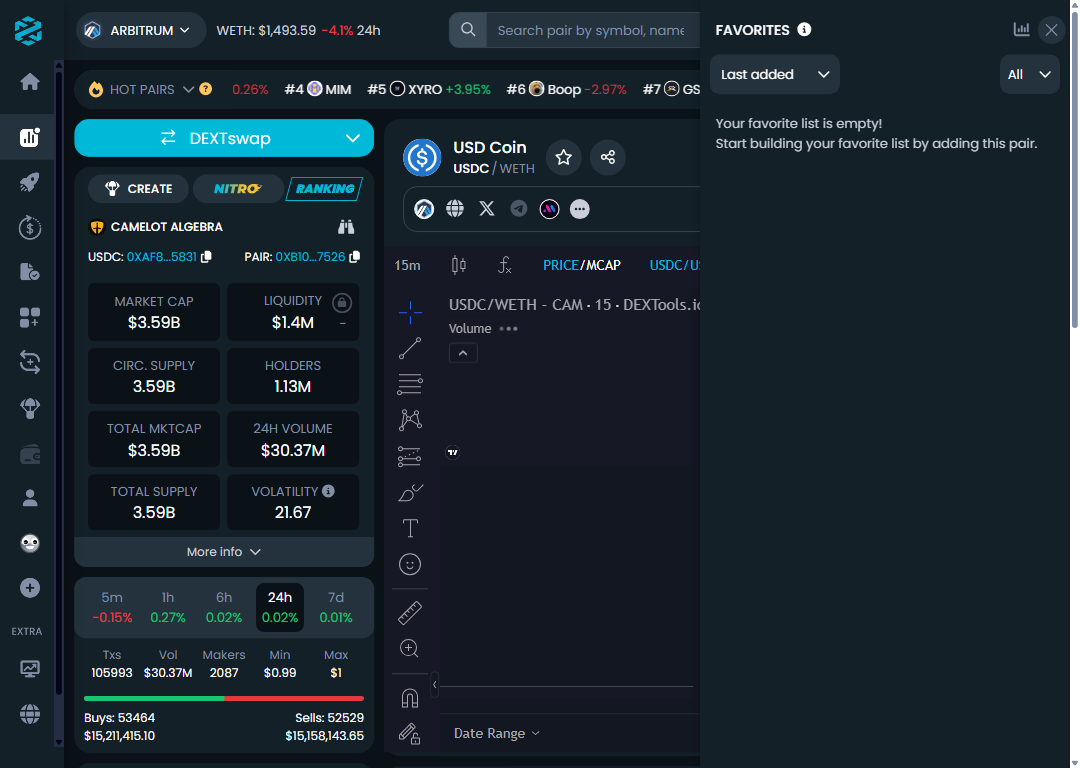 ARBITRUM
WETH: $1,493.59 -4.1% 24h
Search pair by symbol, name
FAVORITES
HOT PAIRS
0.26% #4 MIM #5 XYRO +3.95% #6 Boop -2.97% #7 GS
Last added
All
Your favorite list is empty!
Start building your favorite list by adding this pair.
DEXTswap
CREATE
NITRO
RANKING
CAMELOT ALGEBRA
USDC: 0XAF8...5831
PAIR: 0XB10...7526
MARKET CAP
$3.59B
LIQUIDITY
$1.4M
-
CIRC. SUPPLY
3.59B
HOLDERS
1.13M
TOTAL MKTCAP
$3.59B
24H VOLUME
$30.37M
TOTAL SUPPLY
3.59B
VOLATILITY
21.67
More info
5m 1h 6h 24h 7d
-0.15% 0.27% 0.02% 0.02% 0.01%
Txs Vol Makers Min Max
105993 $30.37M 2087 $0.99 $1
Buys: 53464
Sells: 52529
$15,211,415.10
$15,158,143.65
EXTRA
USD Coin
USDC / WETH
15m
PRICE/MCAP
USDC/U
USDC/WETH - CAM · 15 · DEXTools.io
Volume
Date Range